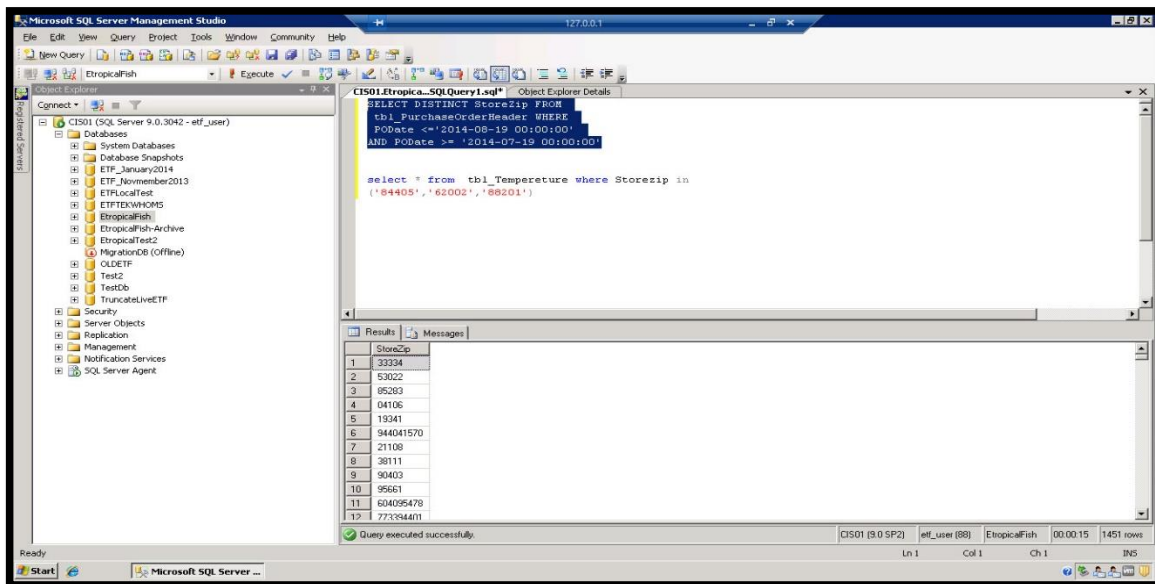 Microsoft SQL Server Management Studio
127.0.0.1
File Edit View Query Project Tools Window Community Help
New Query
EtropicalFish Execute
Registered Servers
Object Explorer
Connect
CIS01 (SQL Server 9.0.3042 - etf_user)
Databases
System Databases
Database Snapshots
ETF_January2014
ETF_Novmember2013
ETFLocalTest
ETFTEKWHOMS
EtropicalFish
EtropicalFish-Archive
EtropicalTest2
MigrationDB (Offline)
OLDETF
Test2
TestDb
TruncateLiveETF
Security
Server Objects
Replication
Management
Notification Services
SQL Server Agent
CIS01.Etropica...SQLQuery1.sql* Object Explorer Details
SELECT DISTINCT StoreZip FROM
tbl_PurchaseOrderHeader WHERE
PODate <='2014-08-19 00:00:00'
AND PODate >= '2014-07-19 00:00:00'
select * from tbl_Tempereture where Storezip in
('84405','62002','88201')
Results Messages
StoreZip
1 33334
2 53022
3 85283
4 04106
5 19341
6 944041570
7 21108
8 38111
9 90403
10 95661
11 604095478
12 773394401
Query executed successfully. CIS01 (9.0 SP2) etf_user (88) EtropicalFish 00:00:15 1451 rows
Ready Ln 1 Col 1 Ch 1 INS
Start Microsoft SQL Server ...